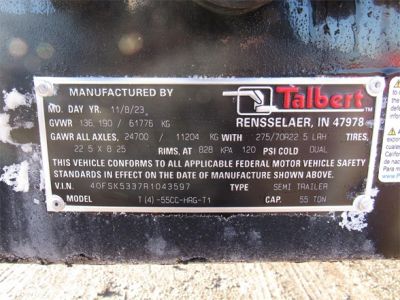 MANUFACTURED BY Talbert
MO. DAY YR. 11/8/23 RENSSELAER, IN 47978
GVWR 136,190 / 61776 KG
GAWR ALL AXLES, 24700 / 11204 KG WITH 275/70R22.5 LRH TIRES,
22.5 X 8.25 RIMS, AT 828 KPA 120 PSI COLD DUAL
THIS VEHICLE CONFORMS TO ALL APPLICABLE FEDERAL MOTOR VEHICLE SAFETY
STANDARDS IN EFFECT ON THE DATE OF MANUFACTURE SHOWN ABOVE.
V.I.N. 40FSK5337R1043597 TYPE SEMI TRAILER
MODEL T(4)-55CC-HRG-T1 CAP. 55 TON